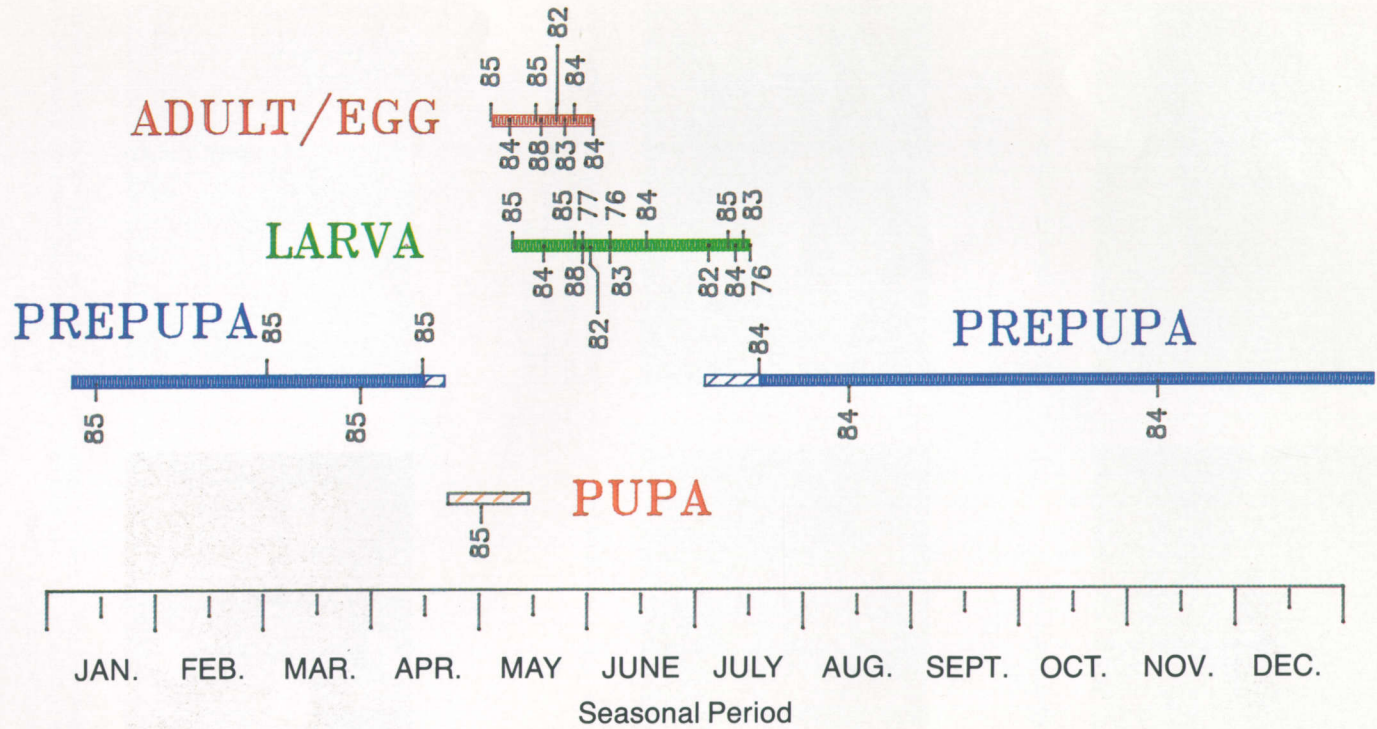 82
85 85 84
ADULT/EGG
84 88 83 84
85 85 77 76 84 85 83
LARVA
84 88 83 82 84 76
82
PREPUPA 85 85 84 PREPUPA
85 85 84 84
PUPA
85
JAN. FEB. MAR. APR. MAY JUNE JULY AUG. SEPT. OCT. NOV. DEC.
Seasonal Period